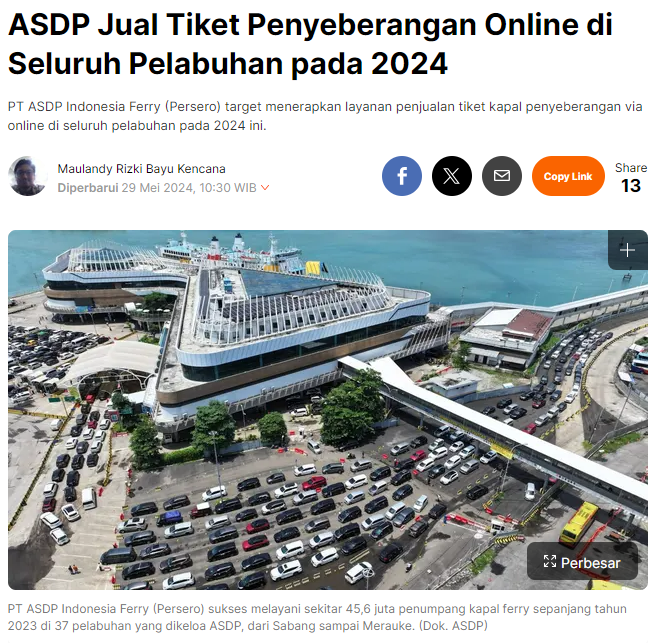 ASDP Jual Tiket Penyeberangan Online di
Seluruh Pelabuhan pada 2024
PT ASDP Indonesia Ferry (Persero) target menerapkan layanan penjualan tiket kapal penyeberangan via
online di seluruh pelabuhan pada 2024 ini.
Maulandy Rizki Bayu Kencana
Diperbarui 29 Mei 2024, 10:30 WIB
Copy Link
Share
13
Perbesar
PT ASDP Indonesia Ferry (Persero) sukses melayani sekitar 45,6 juta penumpang kapal ferry sepanjang tahun
2023 di 37 pelabuhan yang dikeloa ASDP, dari Sabang sampai Merauke. (Dok. ASDP)